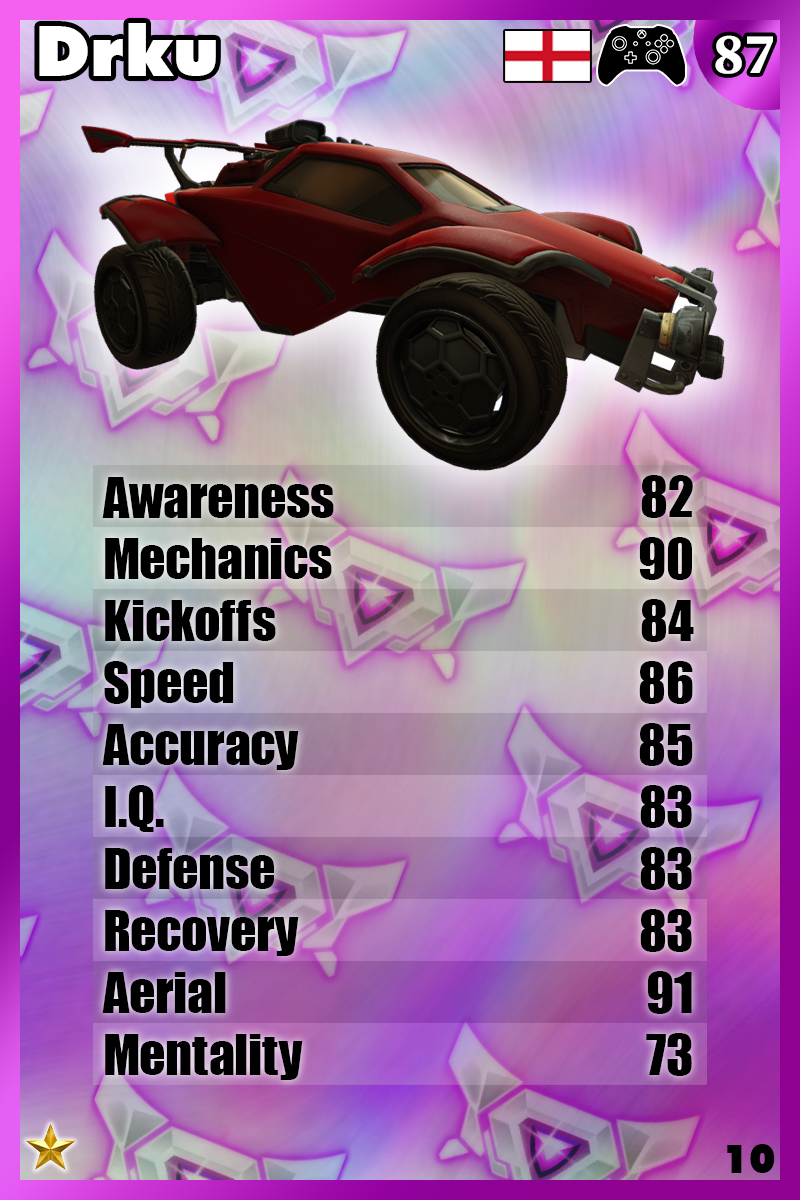 Drku 87
Awareness 82
Mechanics 90
Kickoffs 84
Speed 86
Accuracy 85
I.Q. 83
Defense 83
Recovery 83
Aerial 91
Mentality 73
10